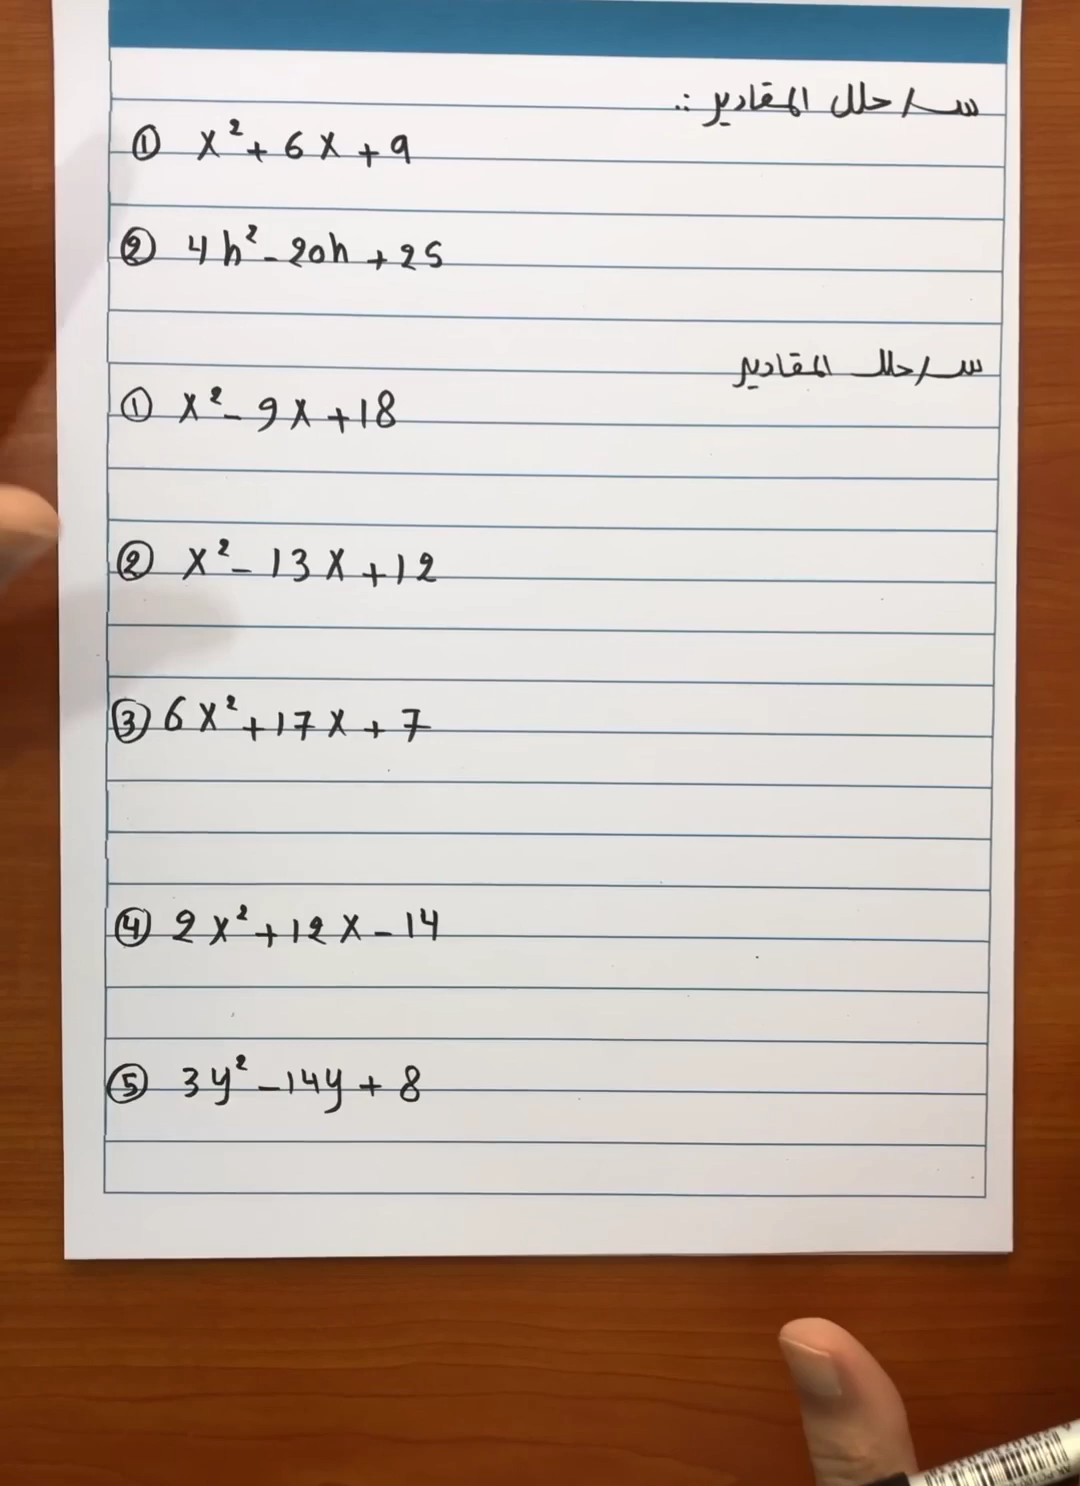 س/ حلل المقادير :.
① x² + 6x + 9
② 4h² - 20h + 25
س/ حلل المقادير
① x² - 9x + 18
② x² - 13x + 12
③ 6x² + 17x + 7
④ 2x² + 12x - 14
⑤ 3y² - 14y + 8